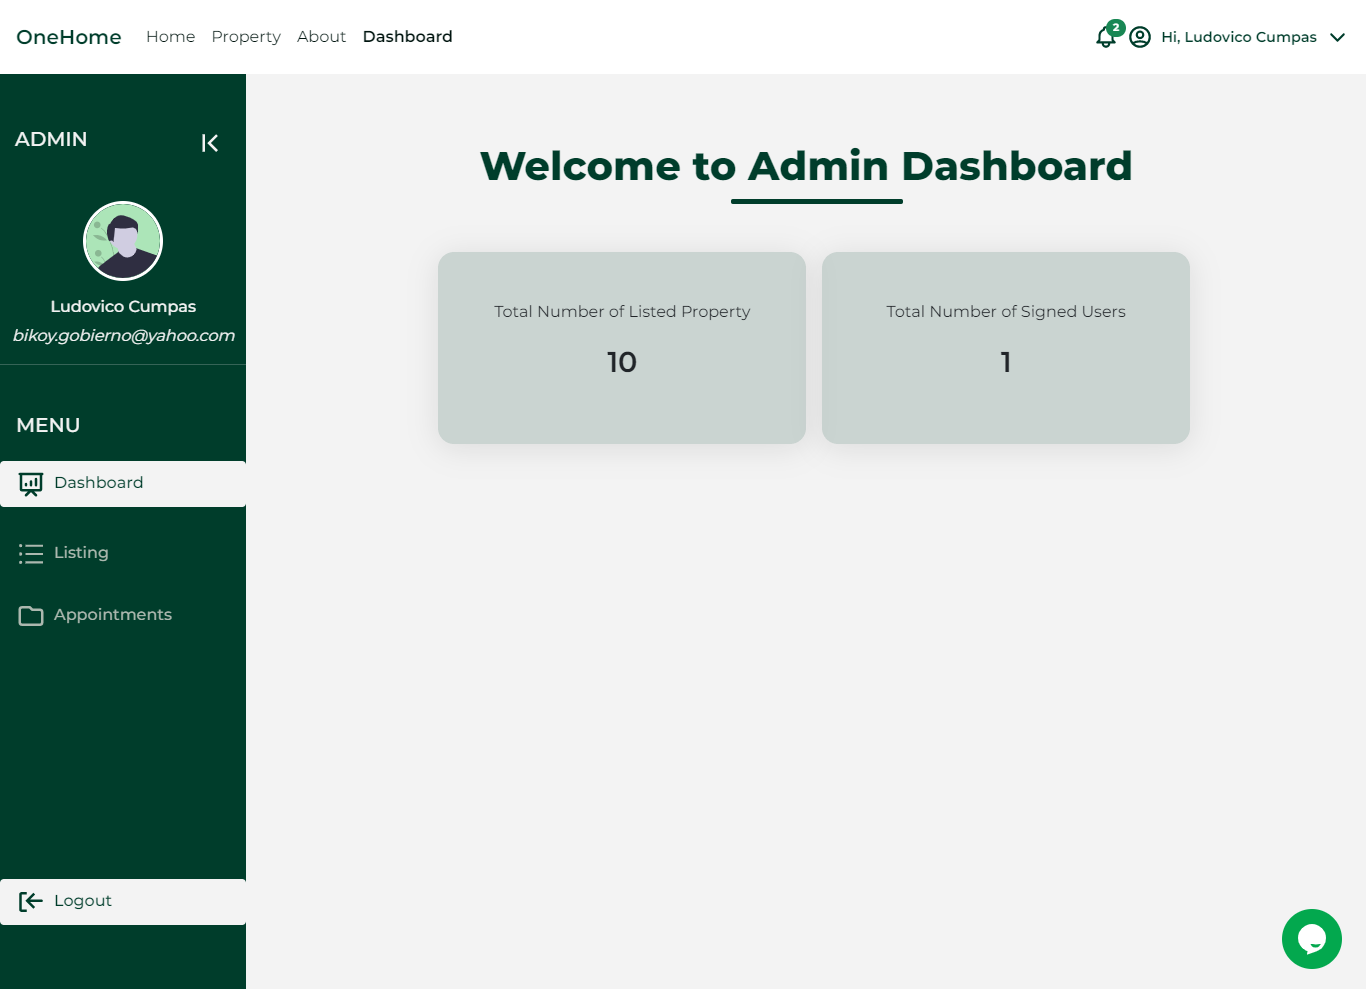 OneHome
Home
Property
About
Dashboard
2
Hi, Ludovico Cumpas
ADMIN
Ludovico Cumpas
bikoy.gobierno@yahoo.com
MENU
Dashboard
Listing
Appointments
Logout
Welcome to Admin Dashboard
Total Number of Listed Property
10
Total Number of Signed Users
1